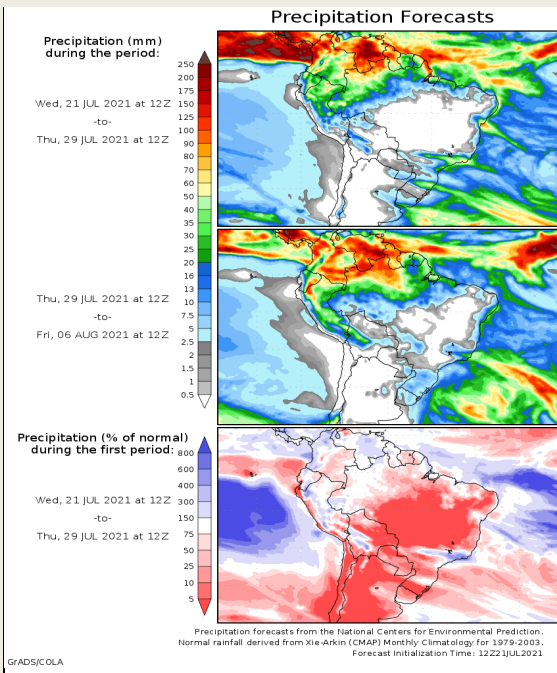 Precipitation Forecasts
Precipitation (mm)
during the period:
Wed, 21 JUL 2021 at 12Z
-to-
Thu, 29 JUL 2021 at 12Z
250
200
175
150
125
100
90
80
70
60
50
40
35
30
25
20
16
13
10
7.5
5
2.5
2
1.5
1
0.5
Thu, 29 JUL 2021 at 12Z
-to-
Fri, 06 AUG 2021 at 12Z
Precipitation (% of normal)
during the first period:
Wed, 21 JUL 2021 at 12Z
-to-
Thu, 29 JUL 2021 at 12Z
800
600
400
300
150
75
50
25
10
5
Precipitation forecasts from the National Centers for Environmental Prediction.
Normal rainfall derived from Xie-Arkin (CMAP) Monthly Climatology for 1979-2003.
Forecast Initialization Time: 12Z21JUL2021
GrADS/COLA